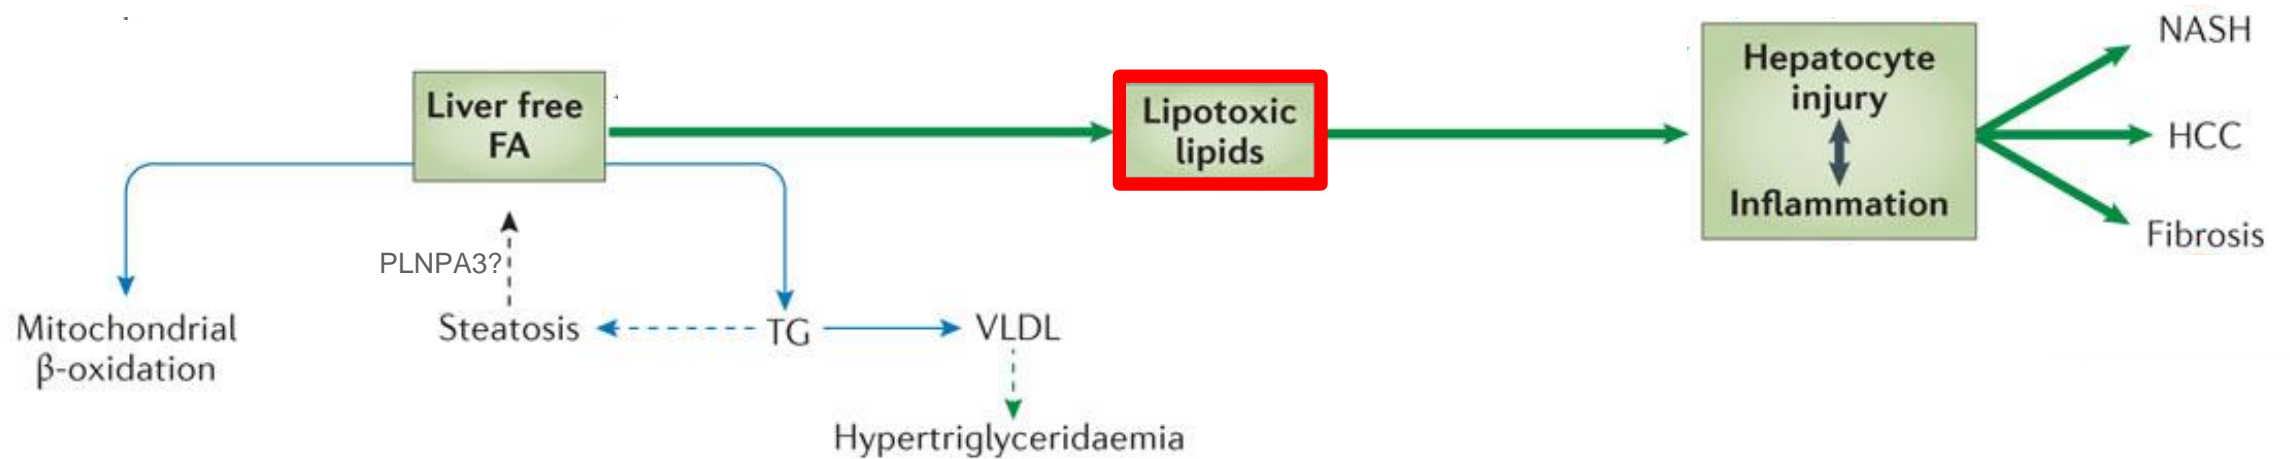 Liver free
FA
Lipotoxic
lipids
Hepatocyte
injury
Inflammation
NASH
HCC
Fibrosis
PLNPA3?
Mitochondrial
β-oxidation
Steatosis
TG
VLDL
Hypertriglyceridaemia